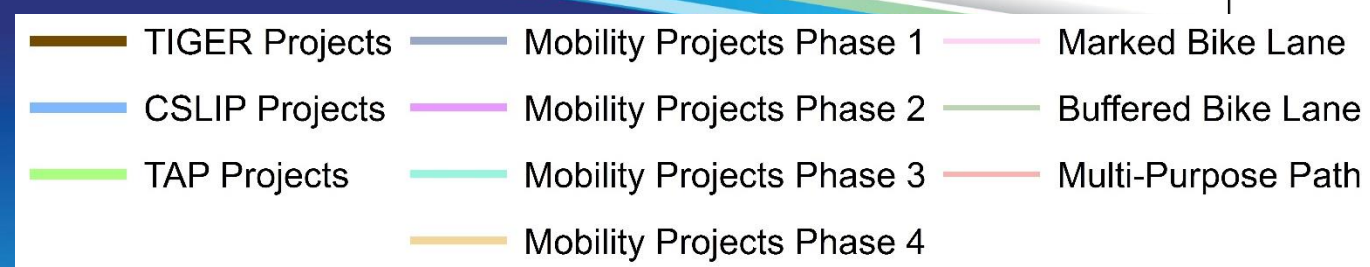 TIGER Projects
CSLIP Projects
TAP Projects
Mobility Projects Phase 1
Mobility Projects Phase 2
Mobility Projects Phase 3
Mobility Projects Phase 4
Marked Bike Lane
Buffered Bike Lane
Multi-Purpose Path